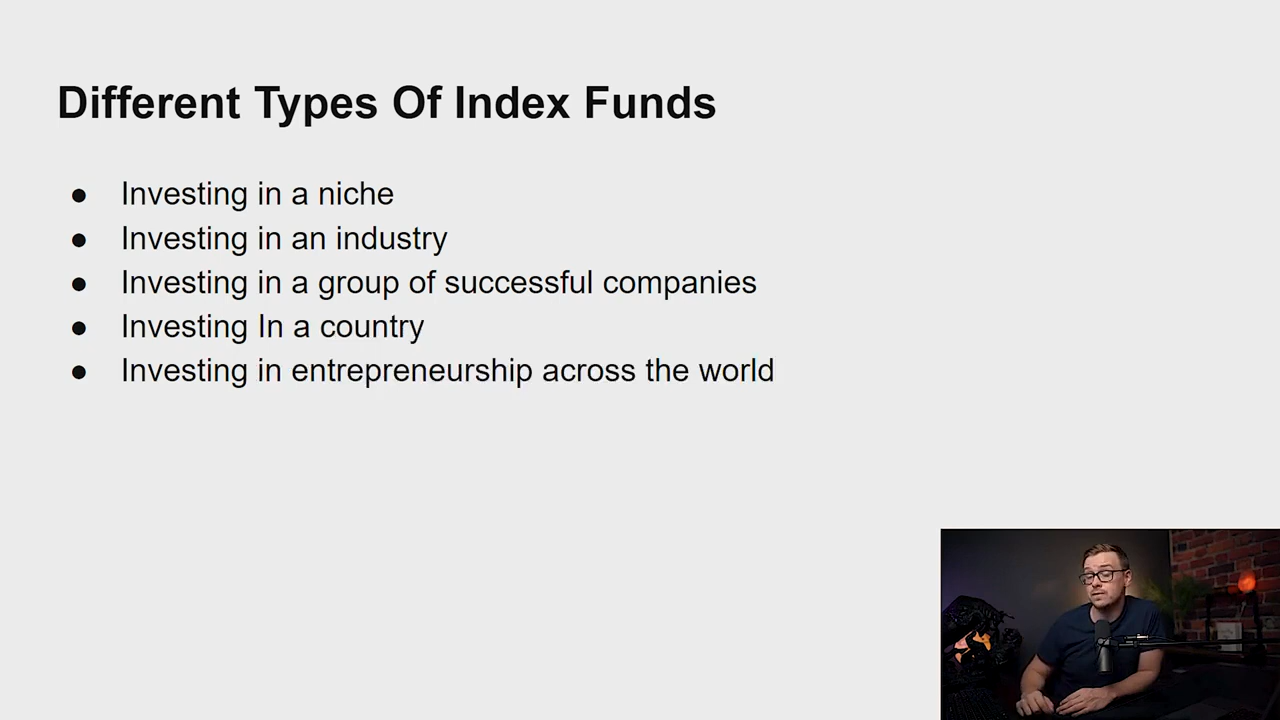 Different Types Of Index Funds
● Investing in a niche
● Investing in an industry
● Investing in a group of successful companies
● Investing In a country
● Investing in entrepreneurship across the world